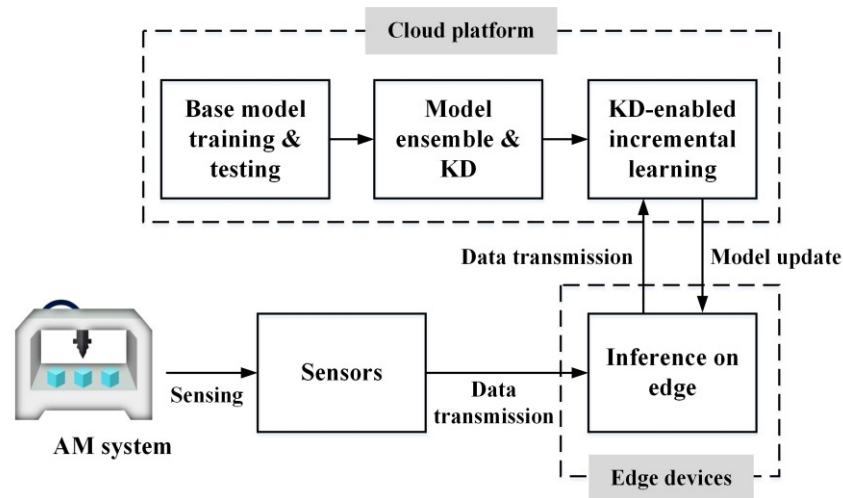 Cloud platform
Base model
training &
testing
Model
ensemble &
KD
KD-enabled
incremental
learning
Data transmission
Model update
AM system
Sensing
Sensors
Data
transmission
Inference on
edge
Edge devices